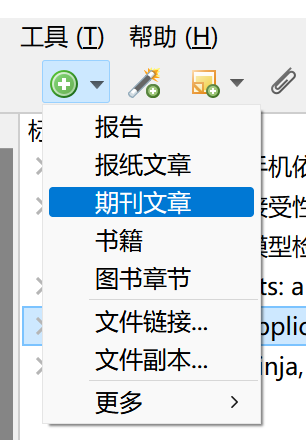 工具 (T) 帮助 (H)
标
报告
手机依
报纸文章
接受性
期刊文章
书籍
模型检
图书章节
ts: a
文件链接...
pplic
文件副本...
inja,
更多